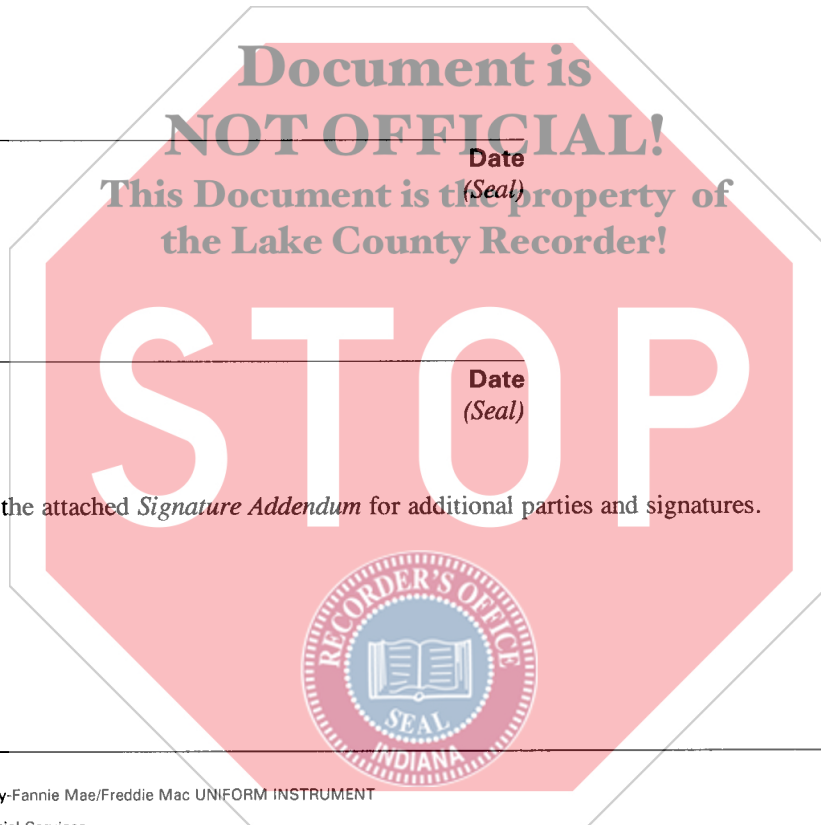 Document is
NOT OFFICIAL!
Date
This Document is the property of
(Seal)
the Lake County Recorder!
STOP
Date
(Seal)
the attached Signature Addendum for additional parties and signatures.
RECORDER'S OFFICE
SEAL
INDIANA
y-Fannie Mae/Freddie Mac UNIFORM INSTRUMENT